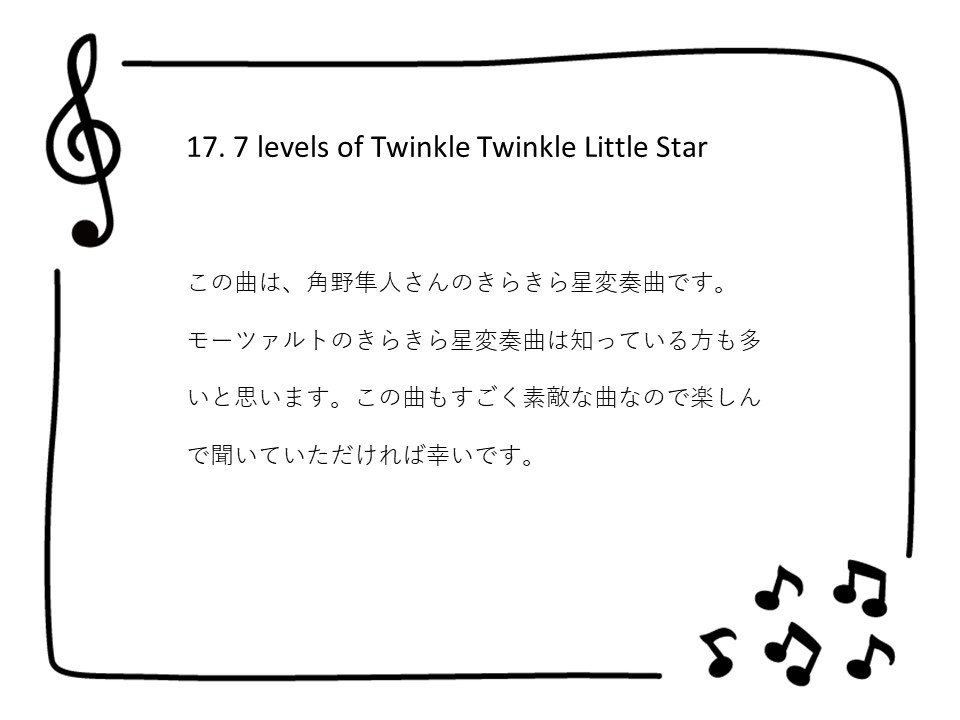 17. 7 levels of Twinkle Twinkle Little Star
この曲は、角野隼人さんのきらきら星変奏曲です。
モーツァルトのきらきら星変奏曲は知っている方も多
いと思います。この曲もすごく素敵な曲なので楽しん
で聞いていただければ幸いです。